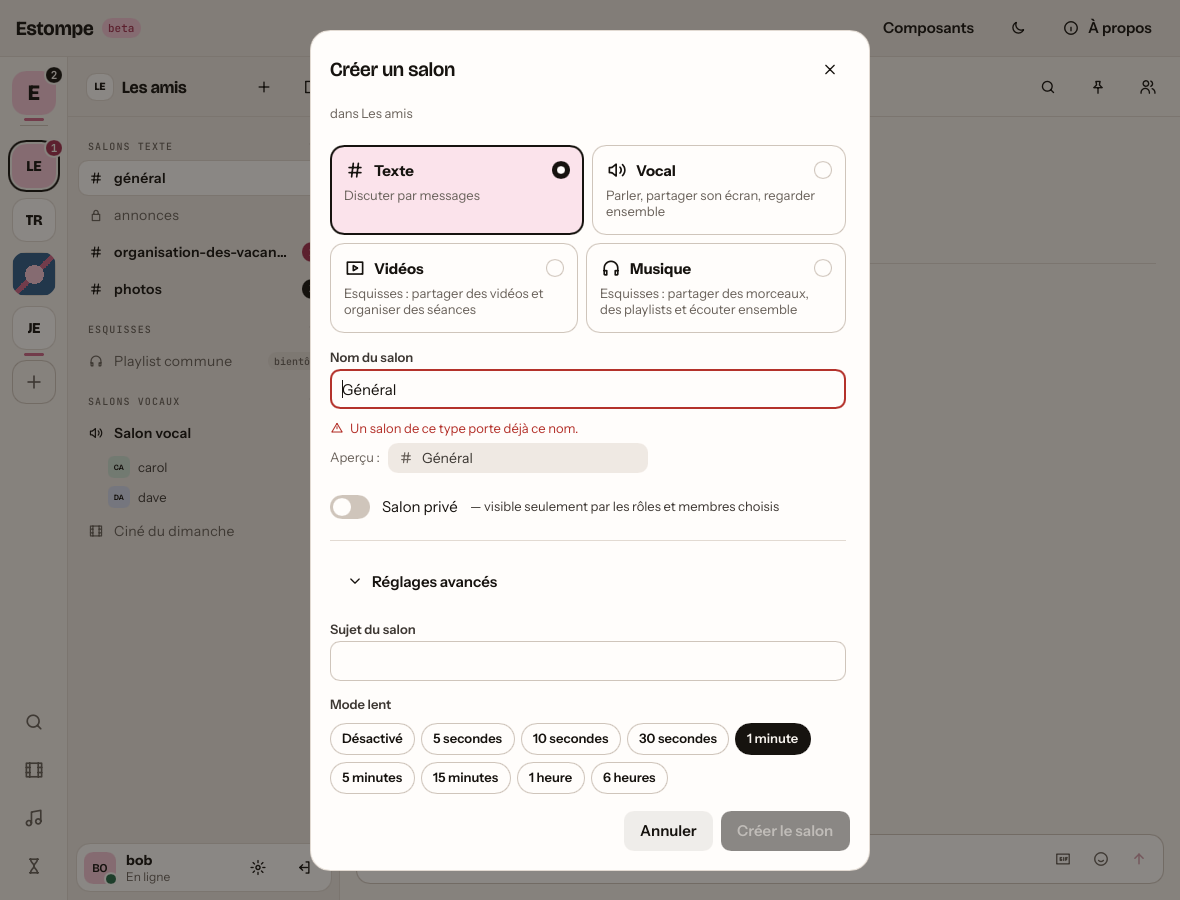 Estompe beta
Composants
À propos
E 2
LE Les amis
LE 1
TR
JE
SALONS TEXTE
# général
annonces
# organisation-des-vacan...
# photos
ESQUISSES
Playlist commune
SALONS VOCAUX
Salon vocal
CA carol
DA dave
Ciné du dimanche
BO bob
En ligne
Créer un salon
dans Les amis
# Texte
Discuter par messages
Vocal
Parler, partager son écran, regarder
ensemble
Vidéos
Esquisses : partager des vidéos et
organiser des séances
Musique
Esquisses : partager des morceaux,
des playlists et écouter ensemble
Nom du salon
Général
Un salon de ce type porte déjà ce nom.
Aperçu : # Général
Salon privé — visible seulement par les rôles et membres choisis
Réglages avancés
Sujet du salon
Mode lent
Désactivé 5 secondes 10 secondes 30 secondes 1 minute
5 minutes 15 minutes 1 heure 6 heures
Annuler Créer le salon
GIF